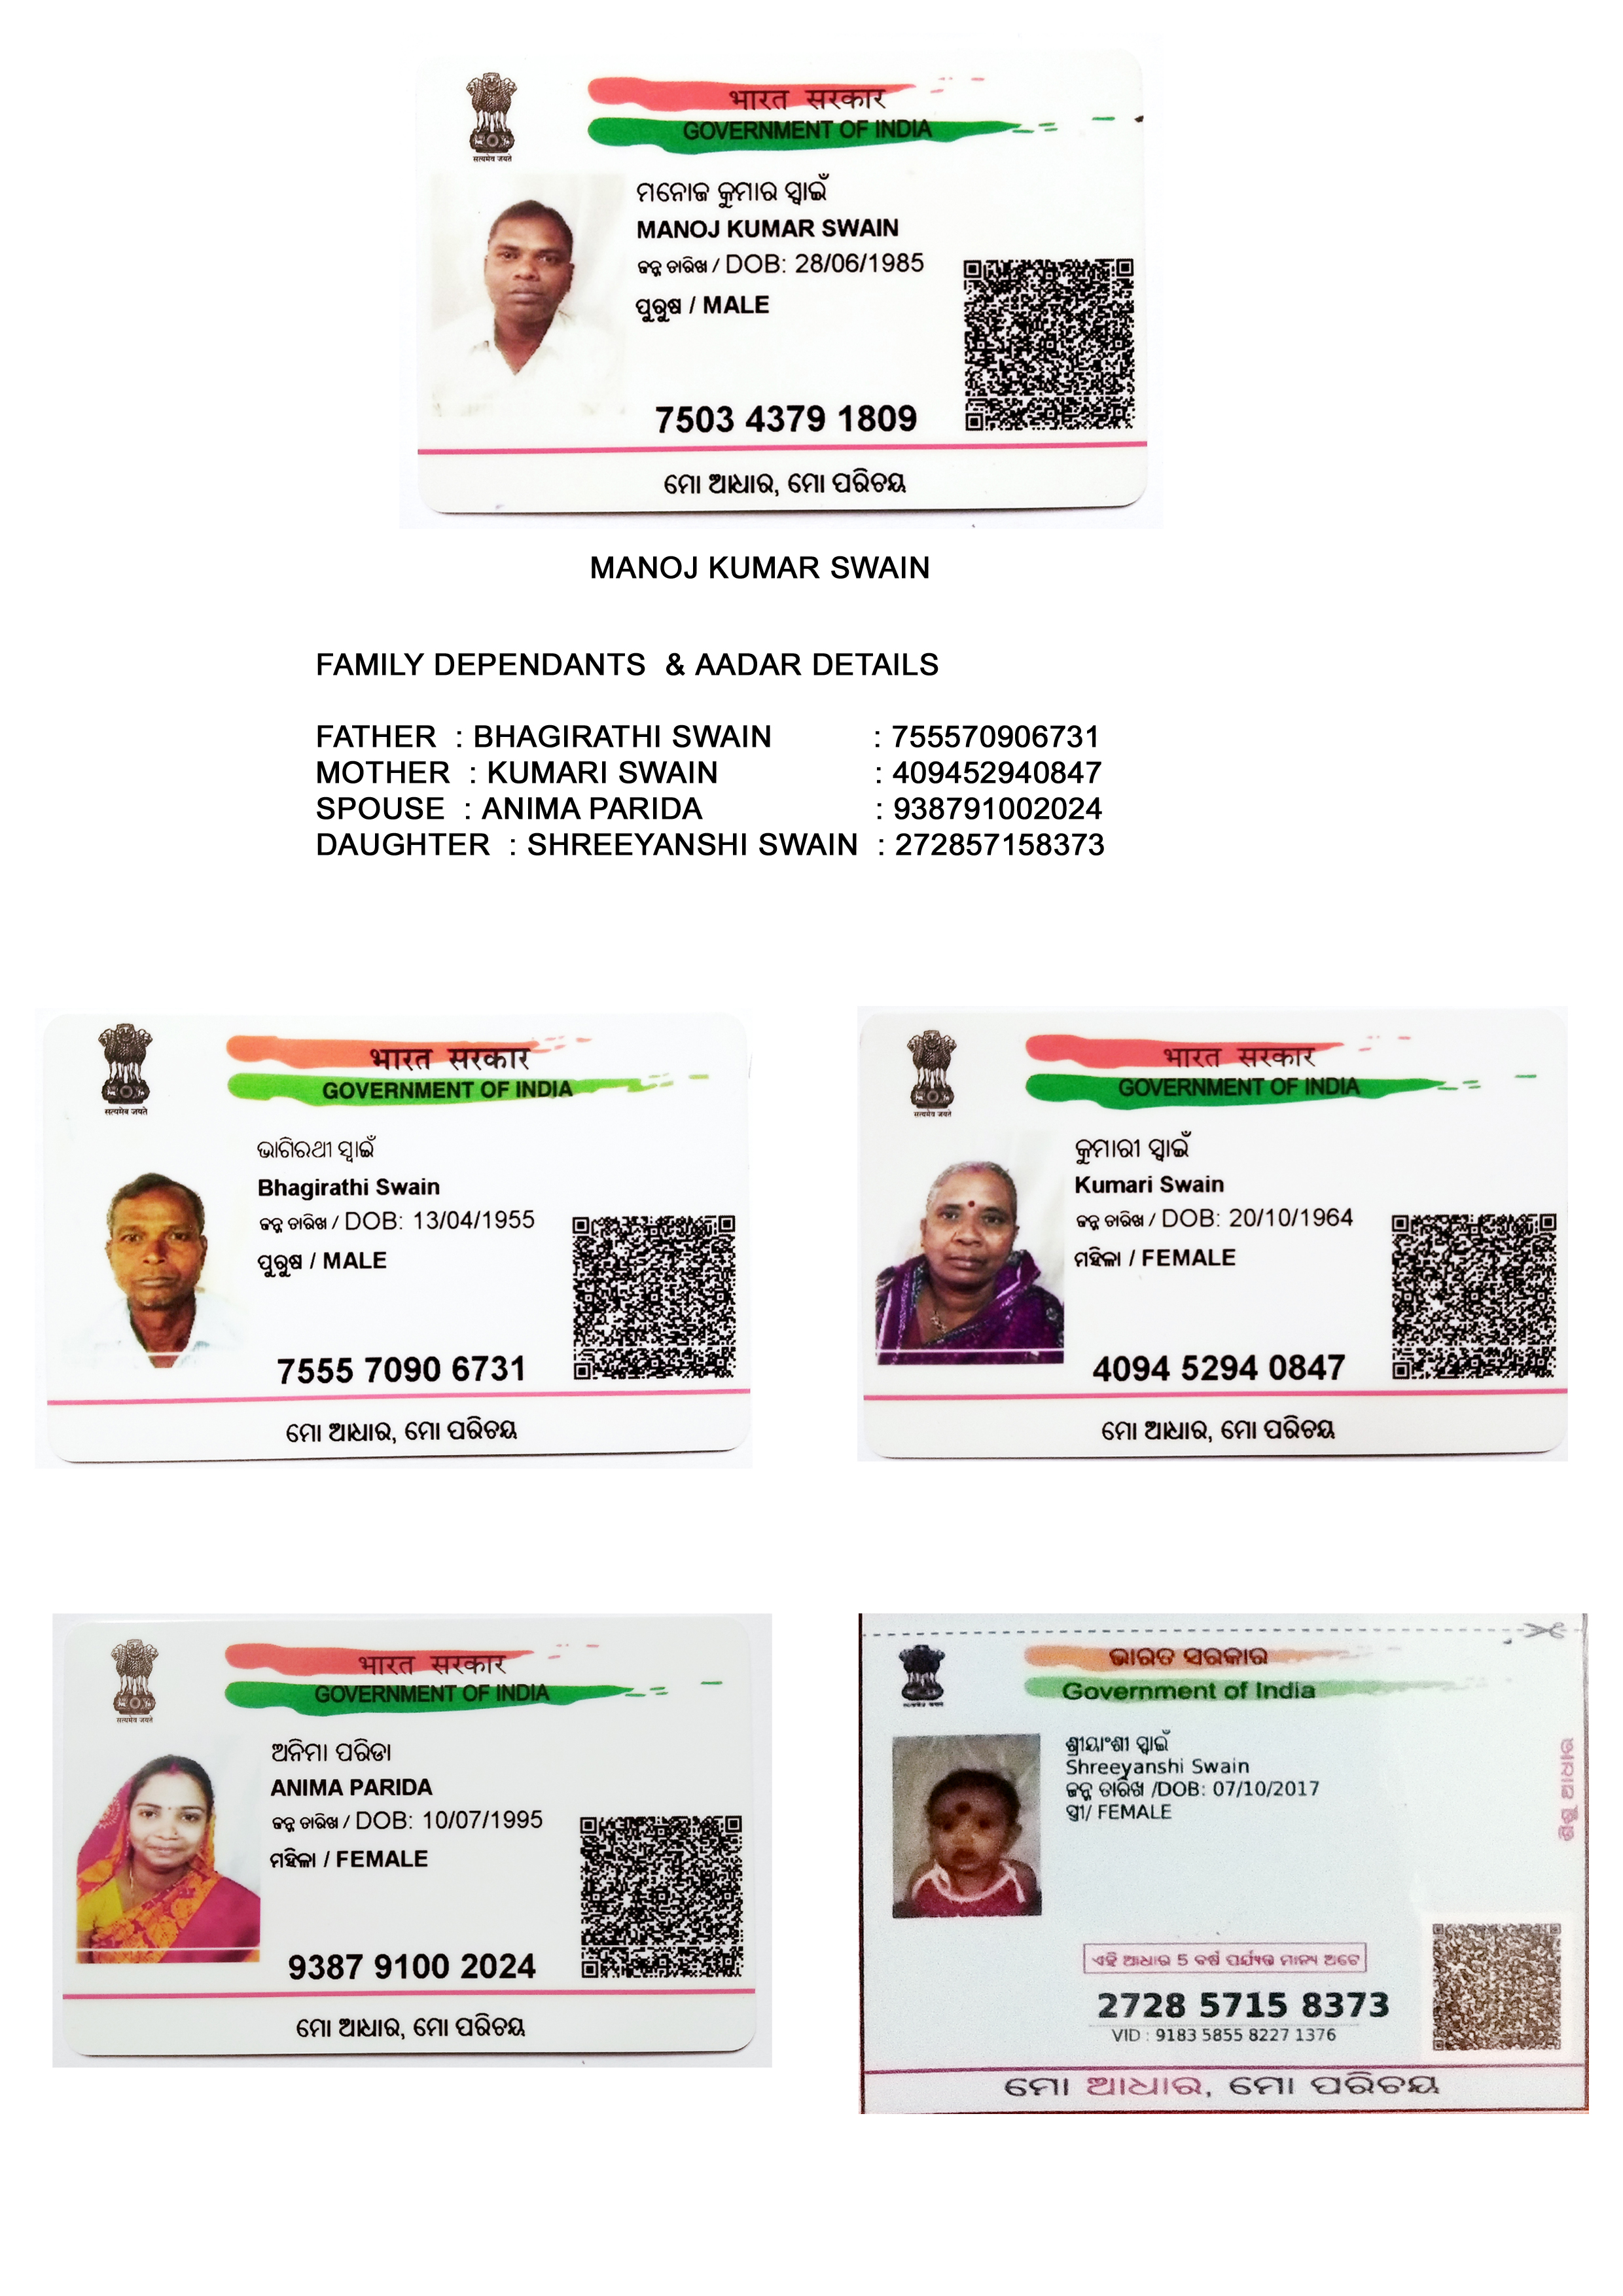 सत्यमेव जयते
भारत सरकार
GOVERNMENT OF INDIA
ମନୋଜ କୁମାର ସ୍ୱାଇଁ
MANOJ KUMAR SWAIN
ଜନ୍ମ ତାରିଖ / DOB: 28/06/1985
ପୁରୁଷ / MALE
7503 4379 1809
ମୋ ଆଧାର, ମୋ ପରିଚୟ
MANOJ KUMAR SWAIN
FAMILY DEPENDANTS & AADAR DETAILS
FATHER : BHAGIRATHI SWAIN : 755570906731
MOTHER : KUMARI SWAIN : 409452940847
SPOUSE : ANIMA PARIDA : 938791002024
DAUGHTER : SHREEYANSHI SWAIN : 272857158373
सत्यमेव जयते
भारत सरकार
GOVERNMENT OF INDIA
ଭାଗିରଥୀ ସ୍ୱାଇଁ
Bhagirathi Swain
ଜନ୍ମ ତାରିଖ / DOB: 13/04/1955
ପୁରୁଷ / MALE
7555 7090 6731
ମୋ ଆଧାର, ମୋ ପରିଚୟ
सत्यमेव जयते
भारत सरकार
GOVERNMENT OF INDIA
କୁମାରୀ ସ୍ୱାଇଁ
Kumari Swain
ଜନ୍ମ ତାରିଖ / DOB: 20/10/1964
ମହିଳା / FEMALE
4094 5294 0847
ମୋ ଆଧାର, ମୋ ପରିଚୟ
सत्यमेव जयते
भारत सरकार
GOVERNMENT OF INDIA
ଅନିମା ପରିଡା
ANIMA PARIDA
ଜନ୍ମ ତାରିଖ / DOB: 10/07/1995
ମହିଳା / FEMALE
9387 9100 2024
ମୋ ଆଧାର, ମୋ ପରିଚୟ
ଭାରତ ସରକାର
Government of India
ଶ୍ରୀୟାଂଶୀ ସ୍ୱାଇଁ
Shreeyanshi Swain
ଜନ୍ମ ତାରିଖ /DOB: 07/10/2017
ସ୍ତ୍ରୀ/ FEMALE
ଶିଶୁ ଆଧାର
ଏହି ଆଧାର 5 ବର୍ଷ ପର୍ଯ୍ୟନ୍ତ ମାନ୍ୟ ଅଟେ
2728 5715 8373
VID : 9183 5855 8227 1376
ମୋ ଆଧାର, ମୋ ପରିଚୟ